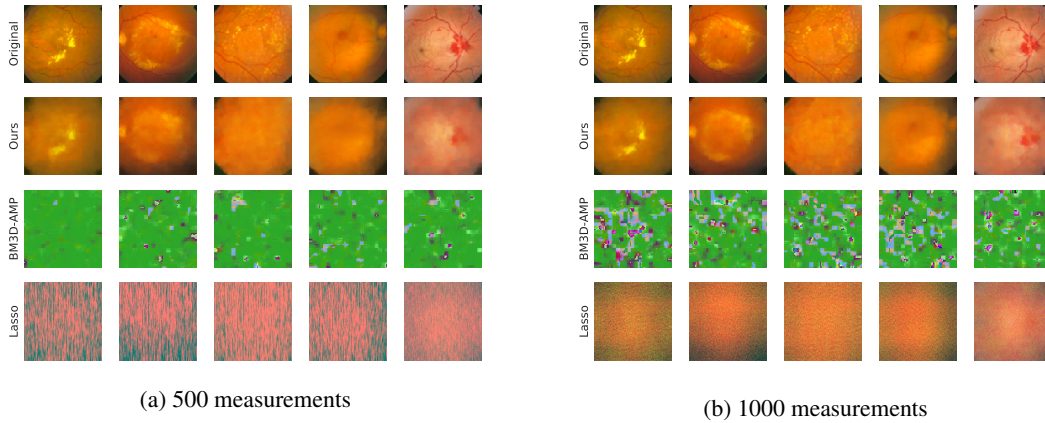 Original
Ours
BM3D-AMP
Lasso
(a) 500 measurements
Original
Ours
BM3D-AMP
Lasso
(b) 1000 measurements